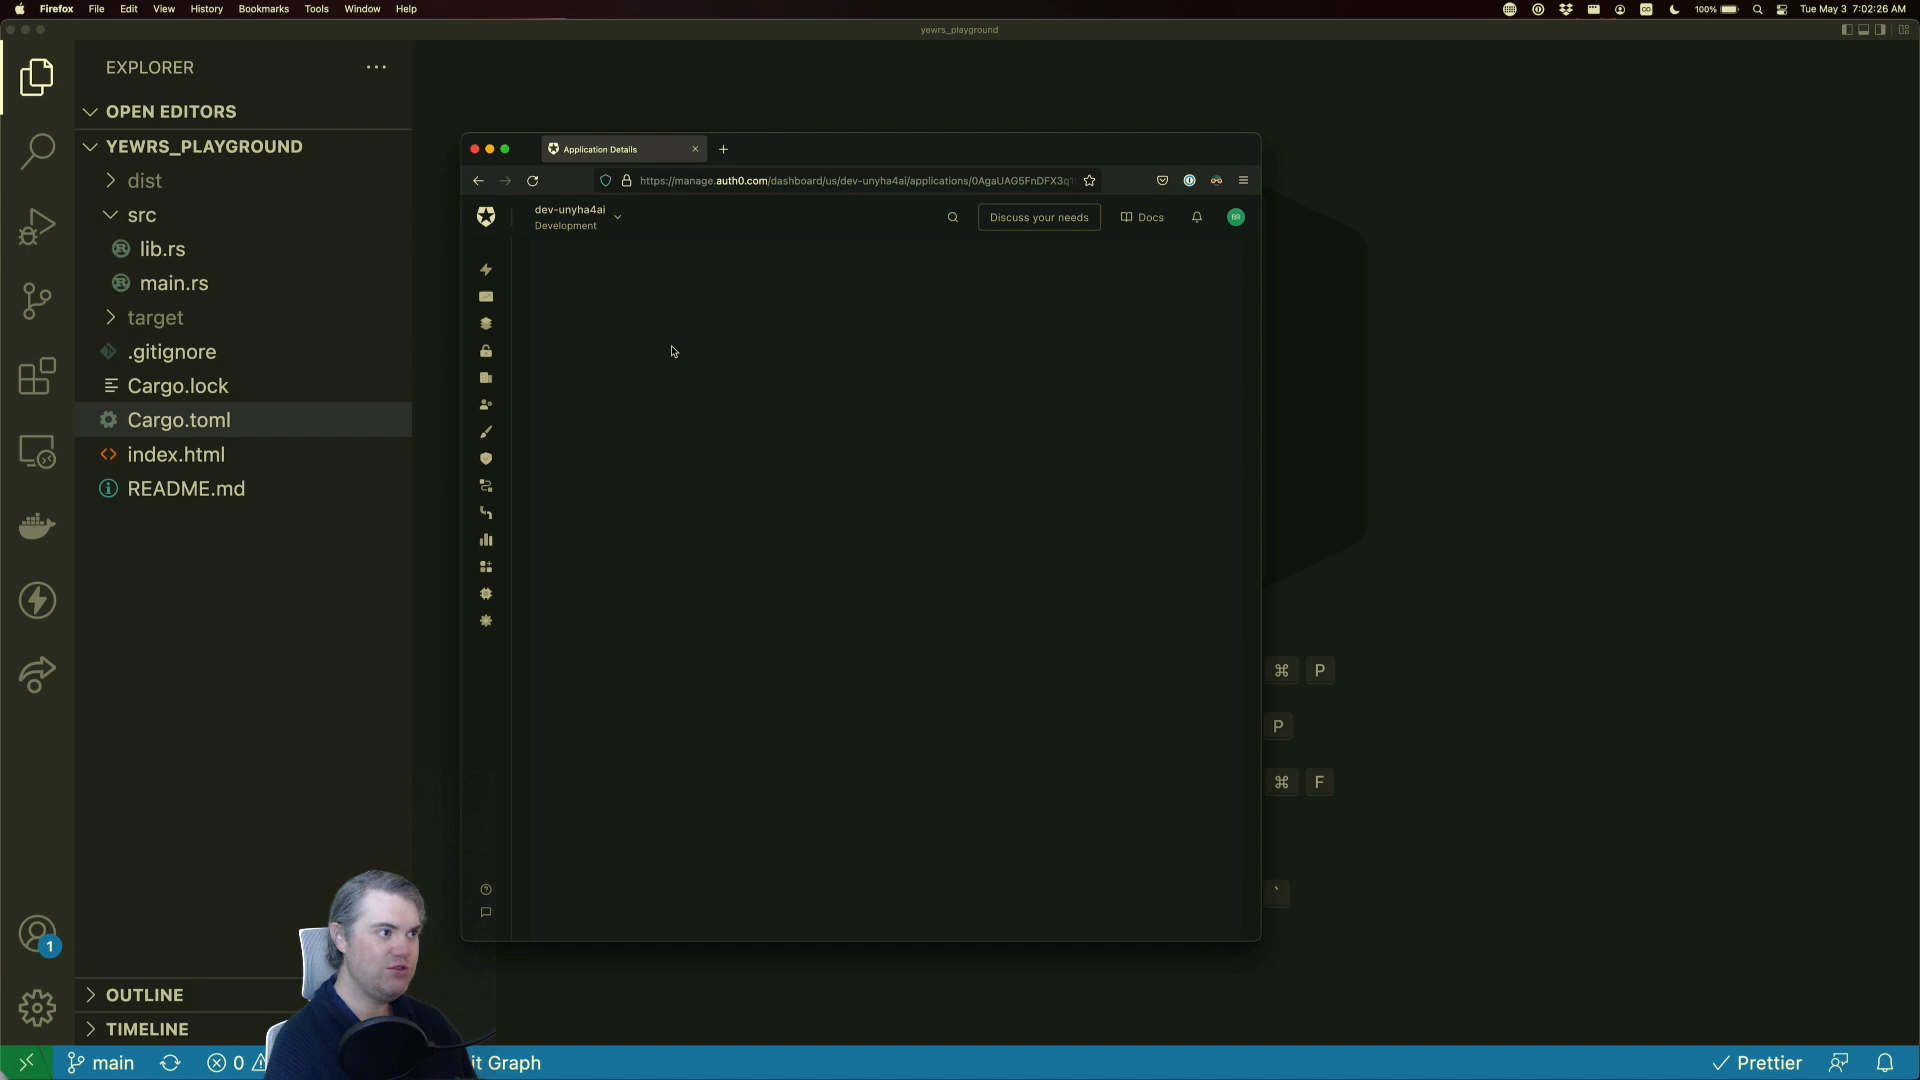 Firefox File Edit View History Bookmarks Tools Window Help
100% Tue May 3 7:02:26 AM
yewrs_playground
EXPLORER
OPEN EDITORS
YEWRS_PLAYGROUND
dist
src
lib.rs
main.rs
target
.gitignore
Cargo.lock
Cargo.toml
index.html
README.md
OUTLINE
TIMELINE
Application Details
https://manage.auth0.com/dashboard/us/dev-unyha4ai/applications/0AgaUAG5FnDFX3q
dev-unyha4ai
Development
Discuss your needs
Docs
BR
⌘ P
P
⌘ F
`
1
main
0
it Graph
Prettier